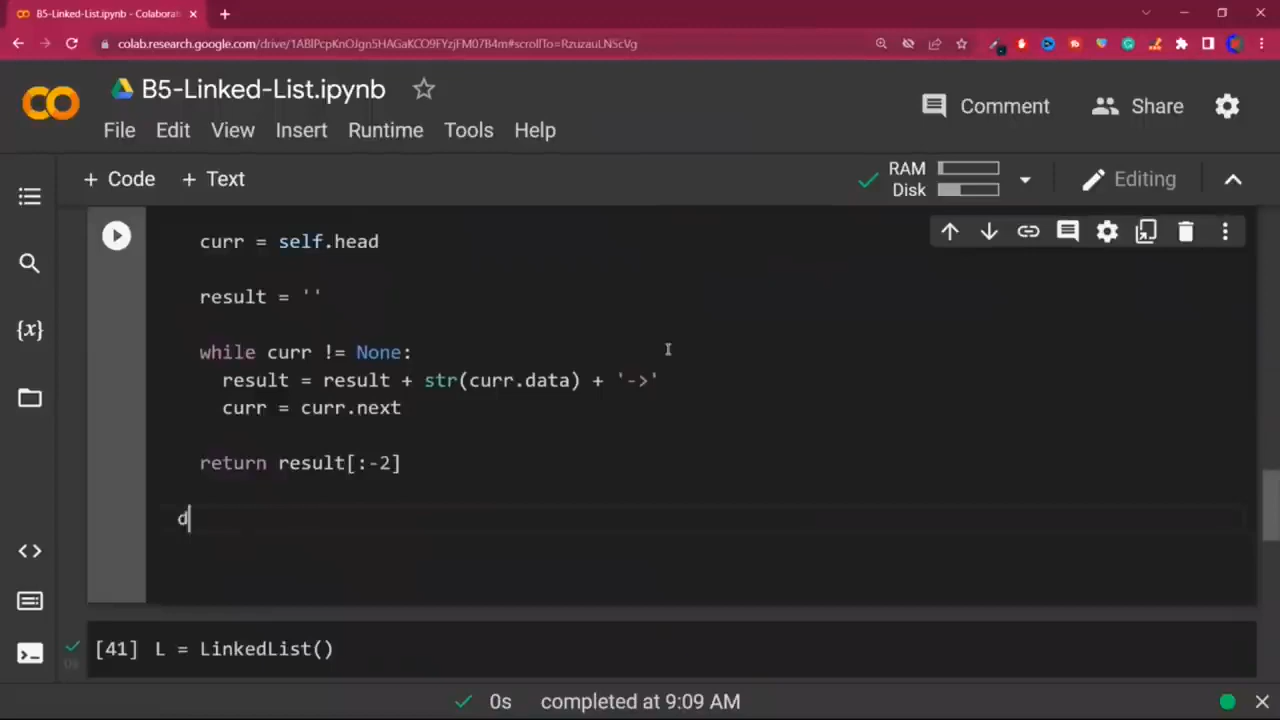 B5-Linked-List.ipynb - Colaborat
colab.research.google.com/drive/1ABlPcpKnOJgn5HAGaKCO9FYzjFM07B4m#scrollTo=RzuzauLNScVg
B5-Linked-List.ipynb
Comment
Share
File Edit View Insert Runtime Tools Help
+ Code + Text
RAM
Disk
Editing
curr = self.head
result = ''
while curr != None:
result = result + str(curr.data) + '->'
curr = curr.next
return result[:-2]
d
[41] L = LinkedList()
0s
0s completed at 9:09 AM